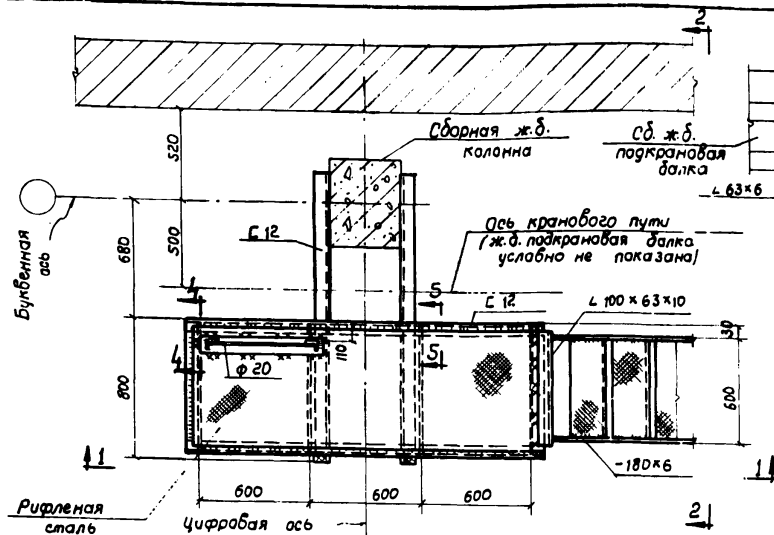 2
Сборная ж.б.
колонна
Сб. ж.б.
подкрановая
балка
∟ 63×6
520
500
680
Буквенная
ось
[ 12
Ось кранового пути
(ж.б. подкрановая балка
условно не показана)
4
5
[ 12
∟ 100×63×10
30
110
4
5
ϕ 20
800
600
1
-180×6
1
600
600
600
Рифленая
сталь
Цифровая ось
2